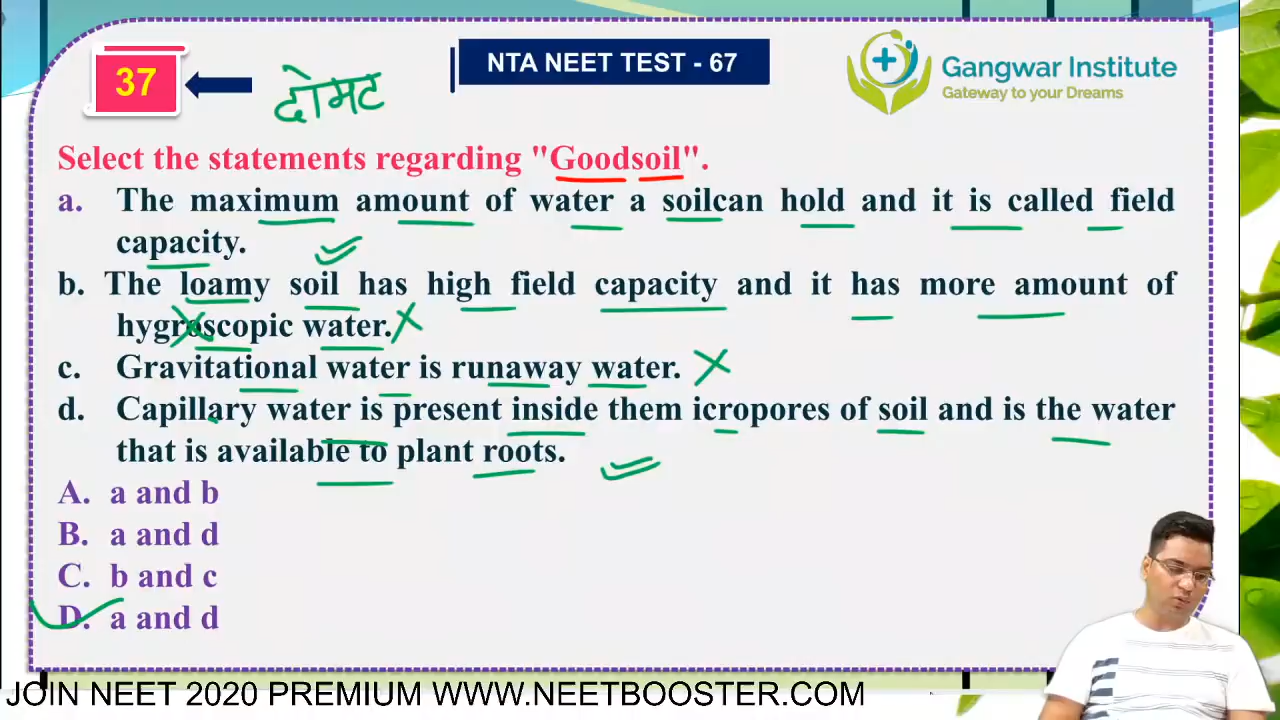 NTA NEET TEST - 67
37
दोमट
Gangwar Institute
Gateway to your Dreams
Select the statements regarding "Goodsoil".
a. The maximum amount of water a soilcan hold and it is called field
capacity.
b. The loamy soil has high field capacity and it has more amount of
hygroscopic water.
c. Gravitational water is runaway water.
d. Capillary water is present inside them icropores of soil and is the water
that is available to plant roots.
A. a and b
B. a and d
C. b and c
D. a and d
JOIN NEET 2020 PREMIUM WWW.NEETBOOSTER.COM